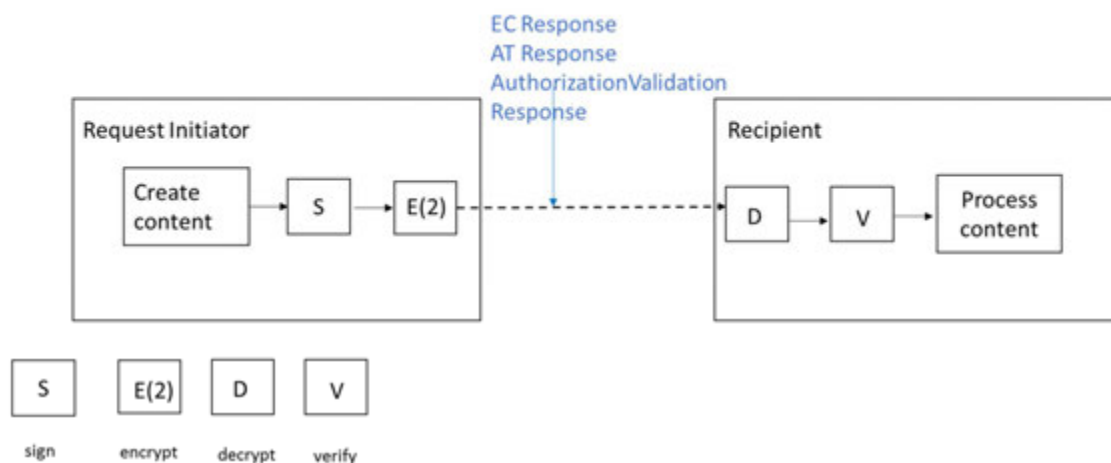 EC Response
AT Response
AuthorizationValidation
Response
Request Initiator
Create
content
S
E(2)
Recipient
D
V
Process
content
S
E(2)
D
V
sign
encrypt
decrypt
verify